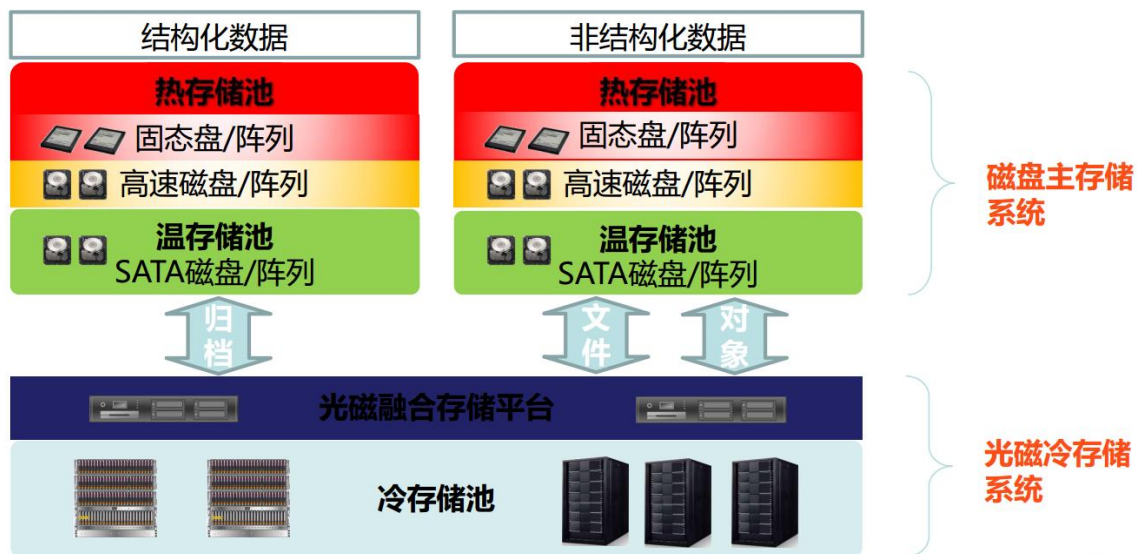 结构化数据
热存储池
固态盘/阵列
高速磁盘/阵列
温存储池
SATA磁盘/阵列
非结构化数据
热存储池
固态盘/阵列
高速磁盘/阵列
温存储池
SATA磁盘/阵列
磁盘主存储
系统
归
档
文
件
对
象
光磁融合存储平台
冷存储池
光磁冷存储
系统